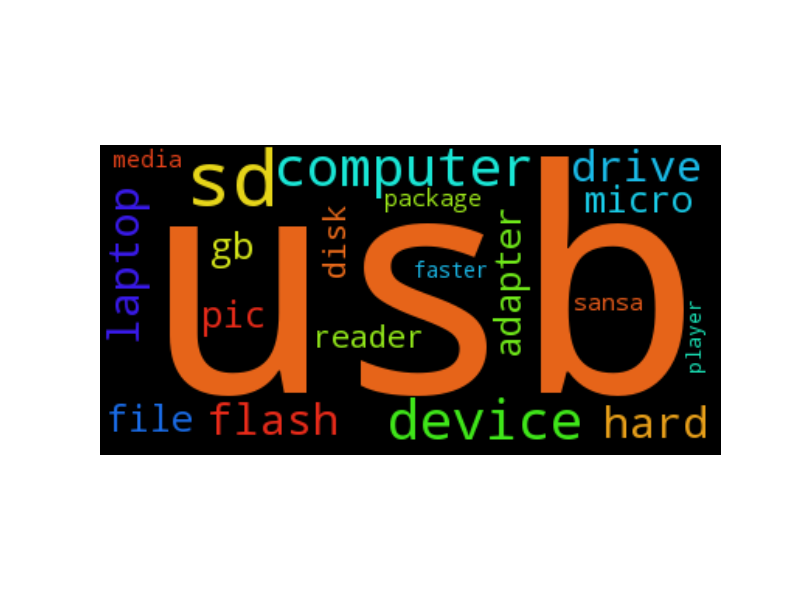 media
sd
computer
drive
micro
package
laptop
gb
disk
usb
adapter
faster
pic
reader
sansa
player
file
flash
device
hard